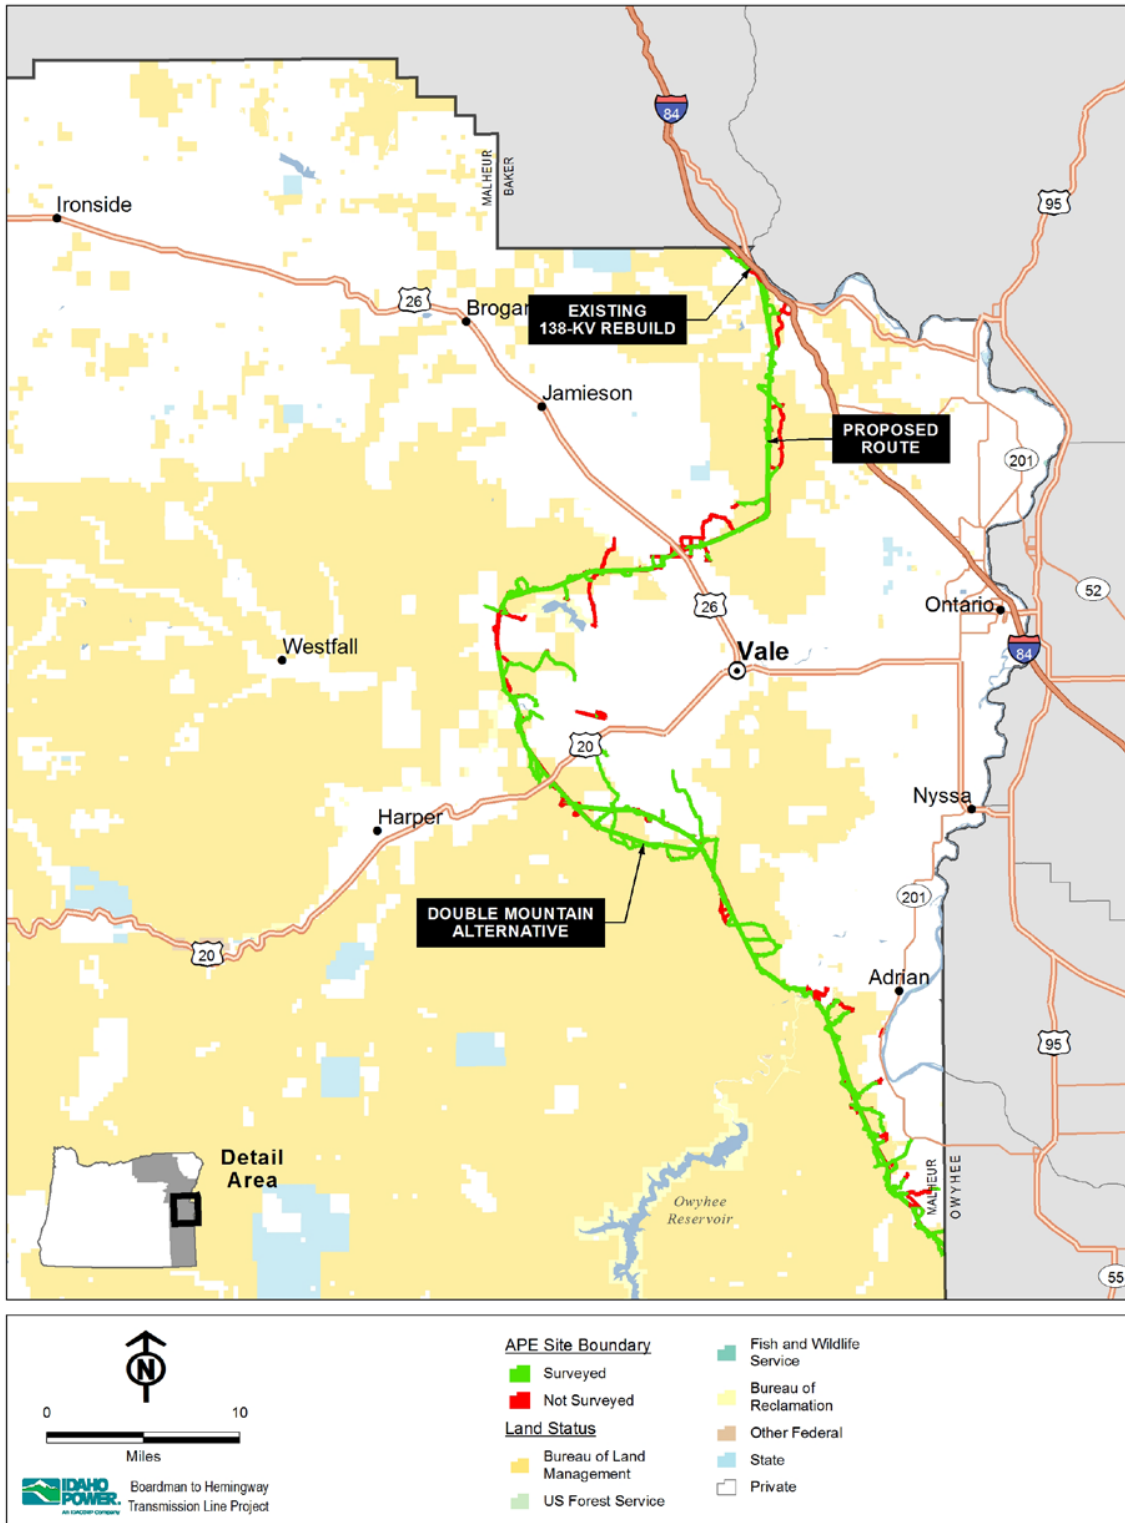 84
95
MALHEUR
BAKER
Ironside
26
Brogan
EXISTING
138-KV REBUILD
Jamieson
PROPOSED
ROUTE
201
52
26
Ontario
84
Westfall
Vale
20
Nyssa
Harper
201
DOUBLE MOUNTAIN
ALTERNATIVE
20
Adrian
95
Detail
Area
MALHEUR
OWYHEE
Owyhee
Reservoir
55
N
0 10
Miles
IDAHO
POWER.
AN IDACORP Company
Boardman to Hemingway
Transmission Line Project
APE Site Boundary
Surveyed
Not Surveyed
Land Status
Bureau of Land
Management
US Forest Service
Fish and Wildlife
Service
Bureau of
Reclamation
Other Federal
State
Private